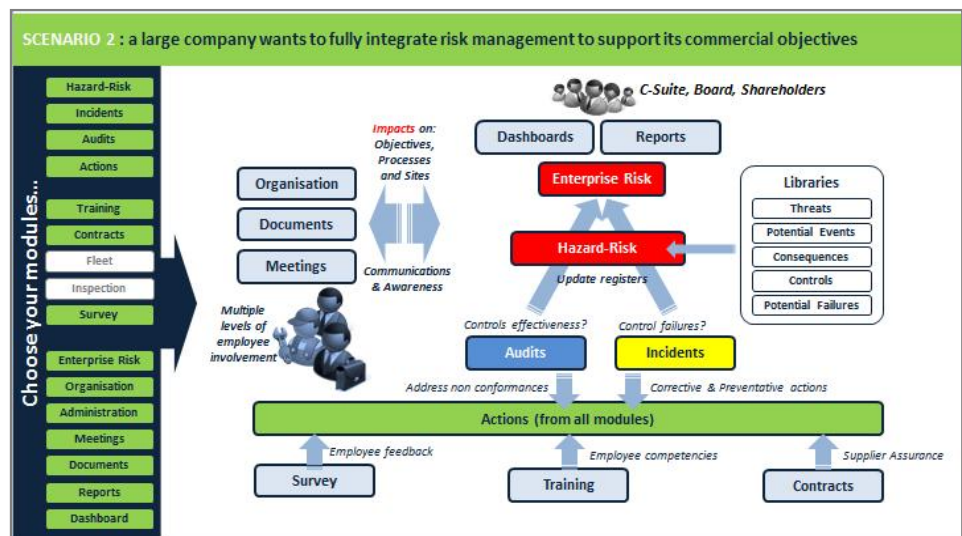 SCENARIO 2 : a large company wants to fully integrate risk management to support its commercial objectives
Choose your modules...
Hazard-Risk
Incidents
Audits
Actions
Training
Contracts
Fleet
Inspection
Survey
Enterprise Risk
Organisation
Administration
Meetings
Documents
Reports
Dashboard
C-Suite, Board, Shareholders
Dashboards
Reports
Enterprise Risk
Impacts on:
Objectives,
Processes
and Sites
Organisation
Documents
Meetings
Communications
& Awareness
Multiple
levels of
employee
involvement
Hazard-Risk
Update registers
Libraries
Threats
Potential Events
Consequences
Controls
Potential Failures
Controls effectiveness?
Control failures?
Audits
Incidents
Address non conformances
Corrective & Preventative actions
Actions (from all modules)
Employee feedback
Employee competencies
Supplier Assurance
Survey
Training
Contracts